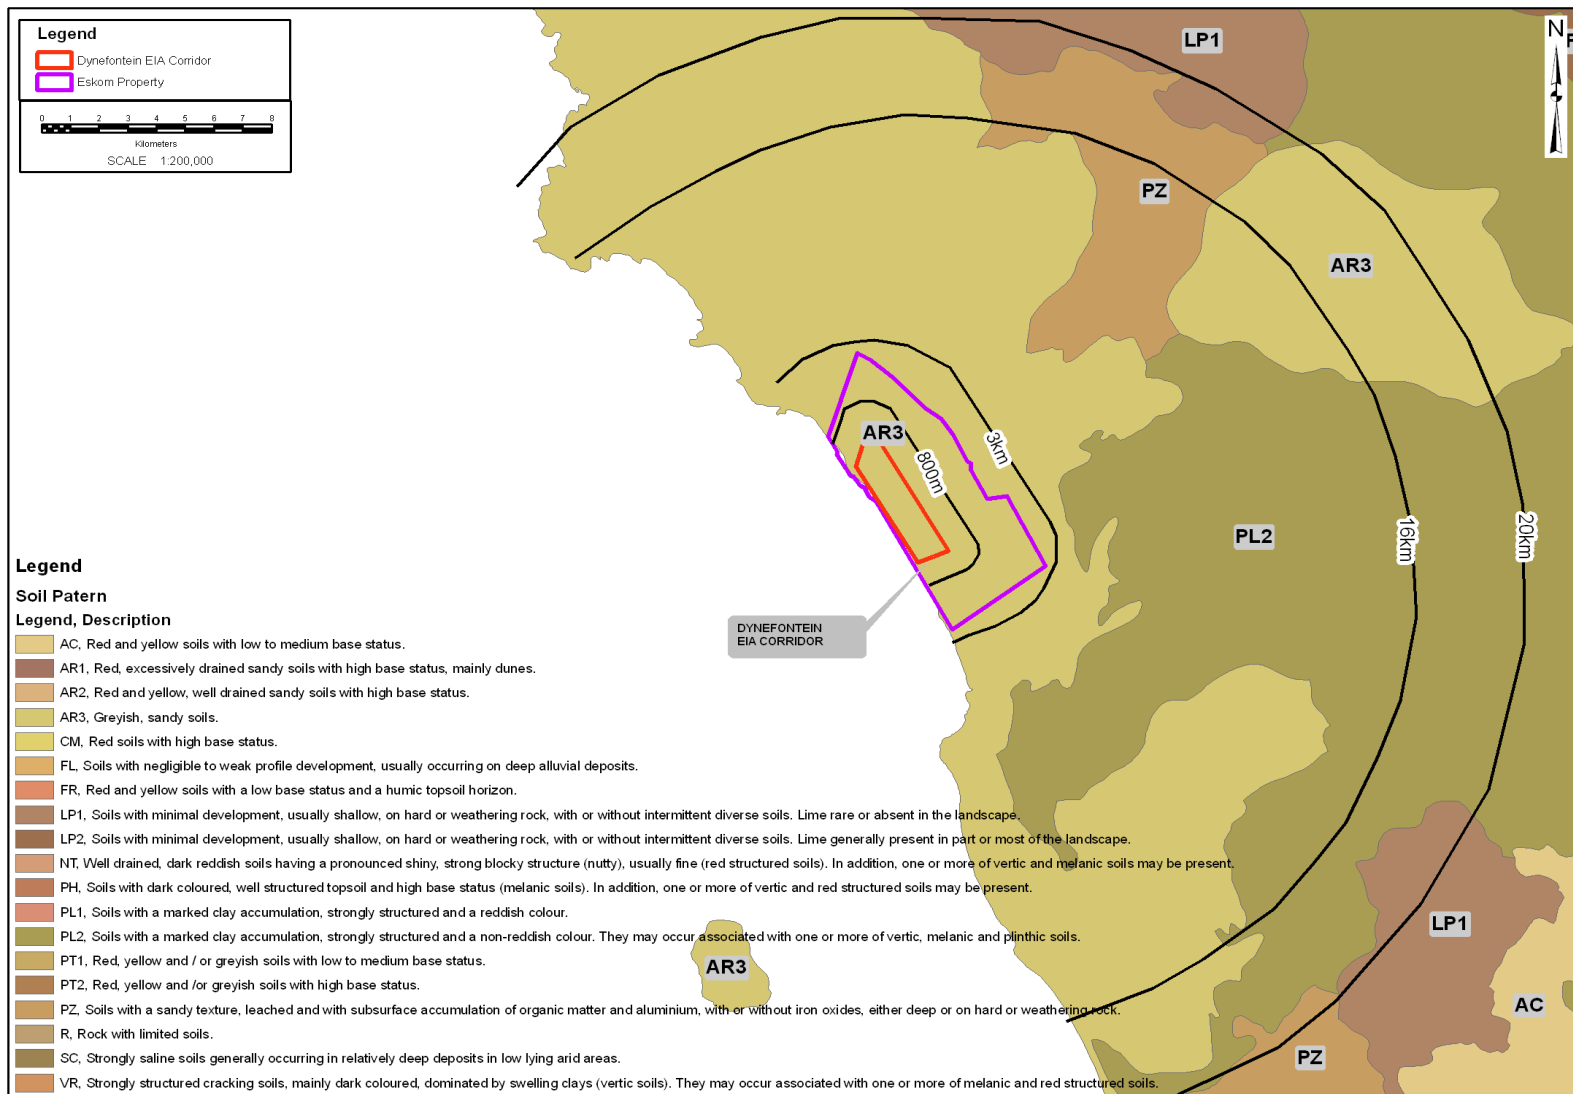 Legend
Dynefontein EIA Corridor
Eskom Property
0 1 2 3 4 5 6 7 8
Kilometers
SCALE 1:200,000
N
LP1
PZ
AR3
AR3
800m
3km
PL2
16km
20km
DYNEFONTEIN
EIA CORRIDOR
AR3
LP1
AC
PZ
Legend
Soil Patern
Legend, Description
AC, Red and yellow soils with low to medium base status.
AR1, Red, excessively drained sandy soils with high base status, mainly dunes.
AR2, Red and yellow, well drained sandy soils with high base status.
AR3, Greyish, sandy soils.
CM, Red soils with high base status.
FL, Soils with negligible to weak profile development, usually occurring on deep alluvial deposits.
FR, Red and yellow soils with a low base status and a humic topsoil horizon.
LP1, Soils with minimal development, usually shallow, on hard or weathering rock, with or without intermittent diverse soils. Lime rare or absent in the landscape.
LP2, Soils with minimal development, usually shallow, on hard or weathering rock, with or without intermittent diverse soils. Lime generally present in part or most of the landscape.
NT, Well drained, dark reddish soils having a pronounced shiny, strong blocky structure (nutty), usually fine (red structured soils). In addition, one or more of vertic and melanic soils may be present.
PH, Soils with dark coloured, well structured topsoil and high base status (melanic soils). In addition, one or more of vertic and red structured soils may be present.
PL1, Soils with a marked clay accumulation, strongly structured and a reddish colour.
PL2, Soils with a marked clay accumulation, strongly structured and a non-reddish colour. They may occur associated with one or more of vertic, melanic and plinthic soils.
PT1, Red, yellow and / or greyish soils with low to medium base status.
PT2, Red, yellow and /or greyish soils with high base status.
PZ, Soils with a sandy texture, leached and with subsurface accumulation of organic matter and aluminium, with or without iron oxides, either deep or on hard or weathering rock.
R, Rock with limited soils.
SC, Strongly saline soils generally occurring in relatively deep deposits in low lying arid areas.
VR, Strongly structured cracking soils, mainly dark coloured, dominated by swelling clays (vertic soils). They may occur associated with one or more of melanic and red structured soils.